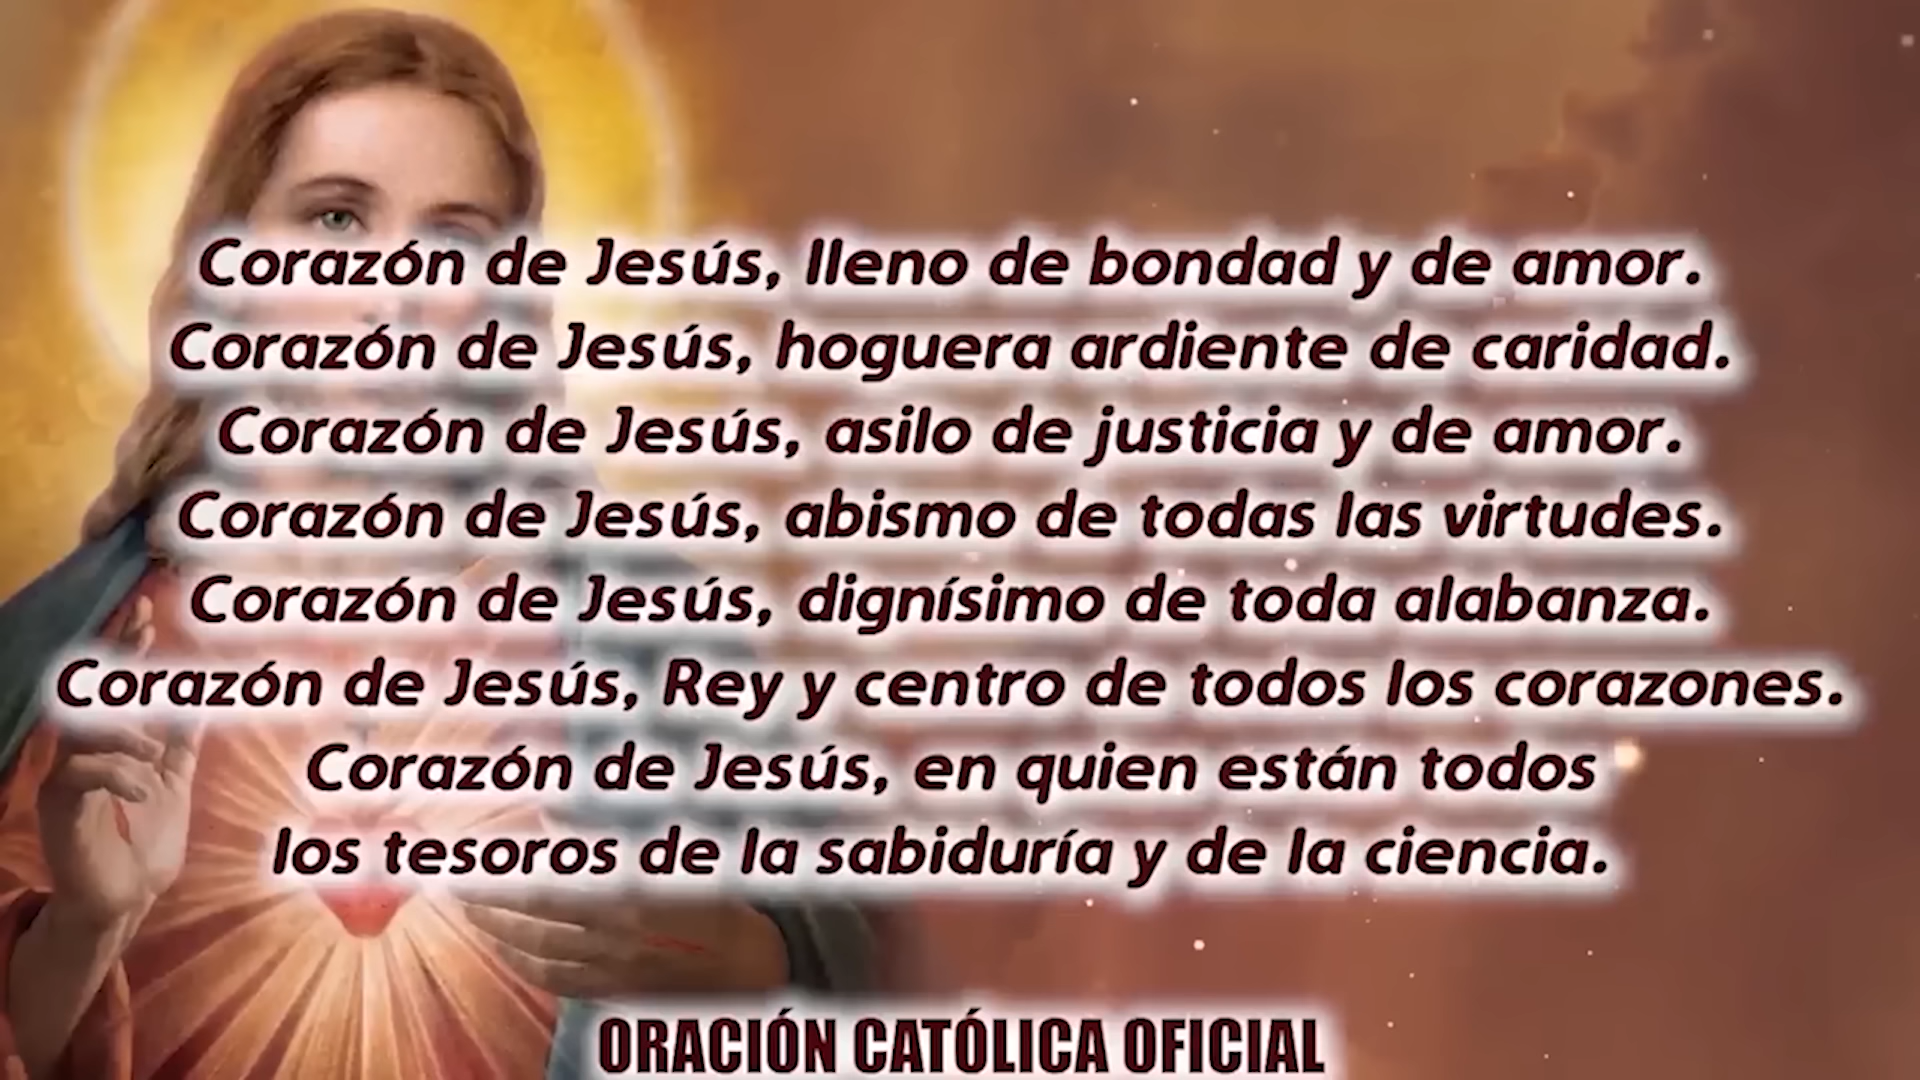 Corazón de Jesús, lleno de bondad y de amor.
Corazón de Jesús, hoguera ardiente de caridad.
Corazón de Jesús, asilo de justicia y de amor.
Corazón de Jesús, abismo de todas las virtudes.
Corazón de Jesús, dignísimo de toda alabanza.
Corazón de Jesús, Rey y centro de todos los corazones.
Corazón de Jesús, en quien están todos
los tesoros de la sabiduría y de la ciencia.
ORACIÓN CATÓLICA OFICIAL